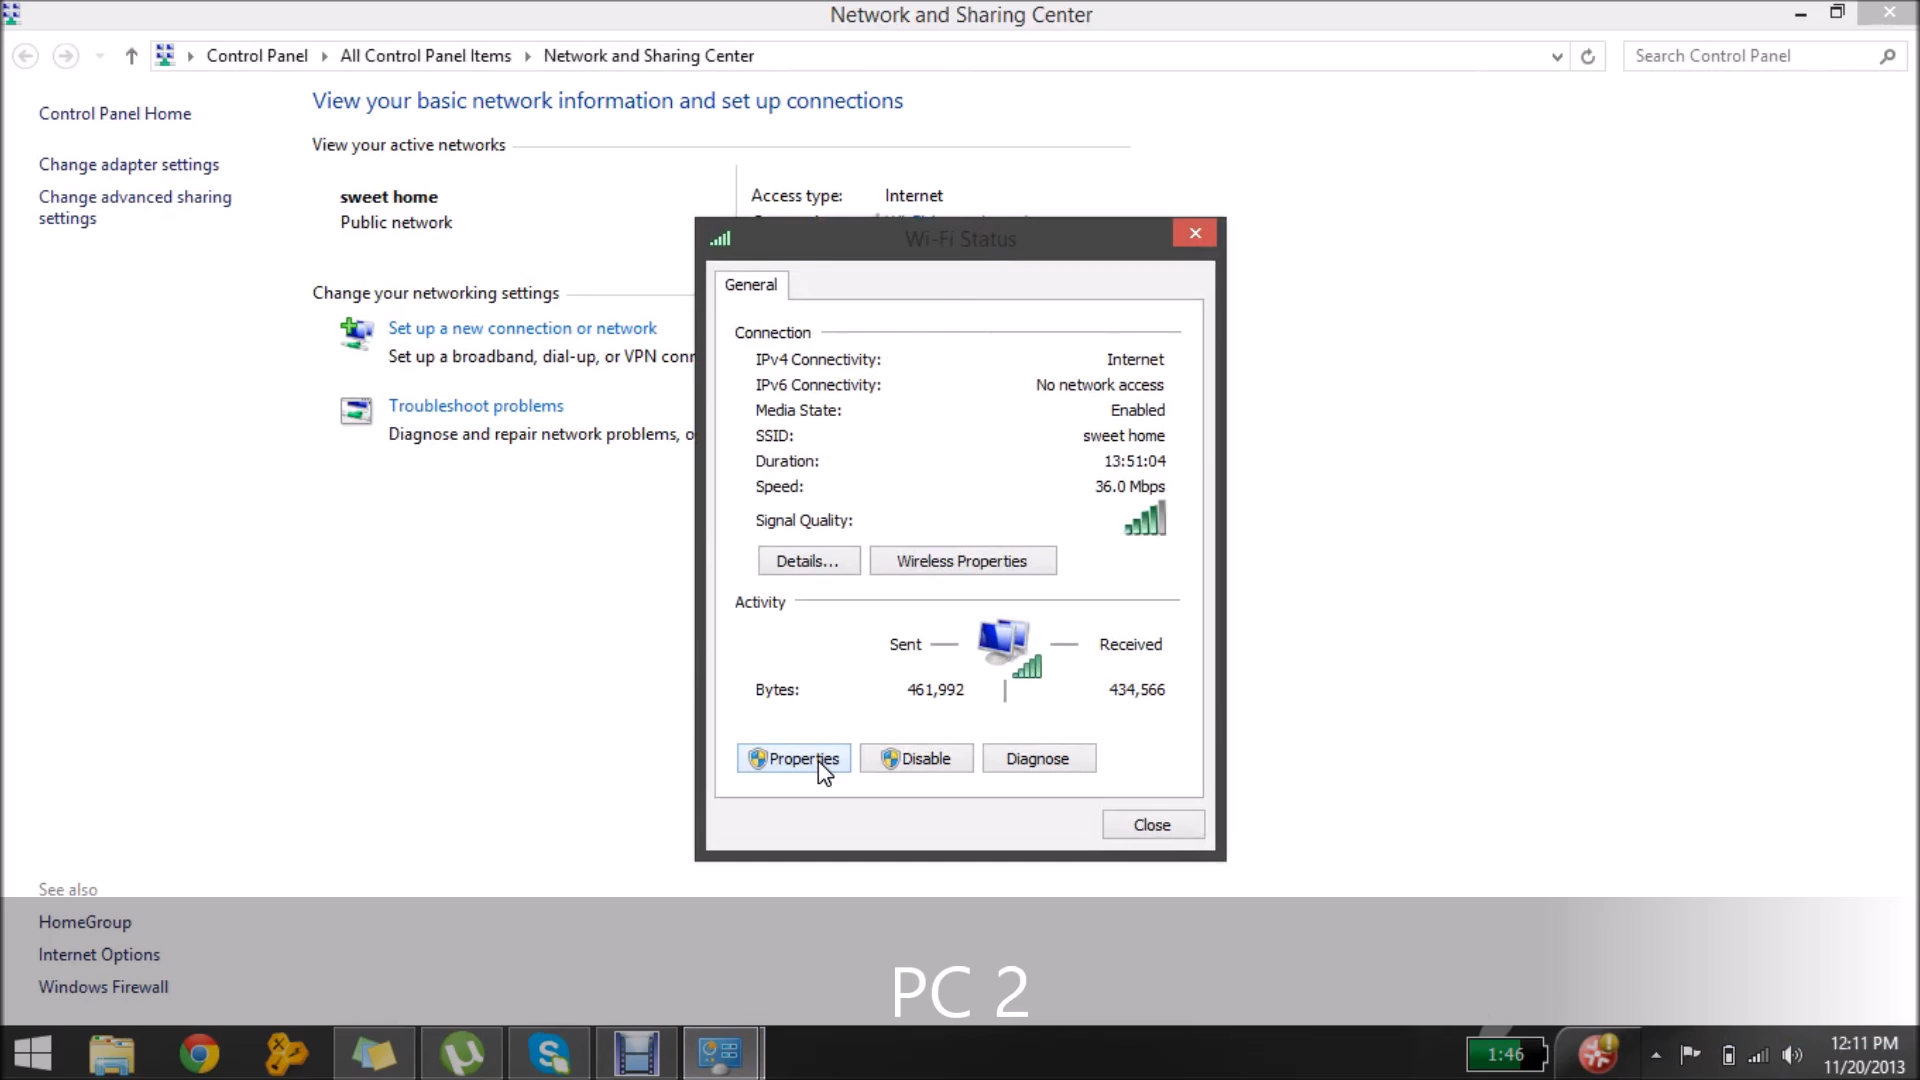 Network and Sharing Center
Control Panel
All Control Panel Items
Network and Sharing Center
Search Control Panel
Control Panel Home
Change adapter settings
Change advanced sharing
settings
View your basic network information and set up connections
View your active networks
sweet home
Public network
Access type: Internet
Change your networking settings
Set up a new connection or network
Set up a broadband, dial-up, or VPN conn
Troubleshoot problems
Diagnose and repair network problems, o
Wi-Fi Status
General
Connection
IPv4 Connectivity: Internet
IPv6 Connectivity: No network access
Media State: Enabled
SSID: sweet home
Duration: 13:51:04
Speed: 36.0 Mbps
Signal Quality:
Details...
Wireless Properties
Activity
Sent
Received
Bytes: 461,992 434,566
Properties
Disable
Diagnose
Close
See also
HomeGroup
Internet Options
Windows Firewall
PC 2
1:46
12:11 PM
11/20/2013